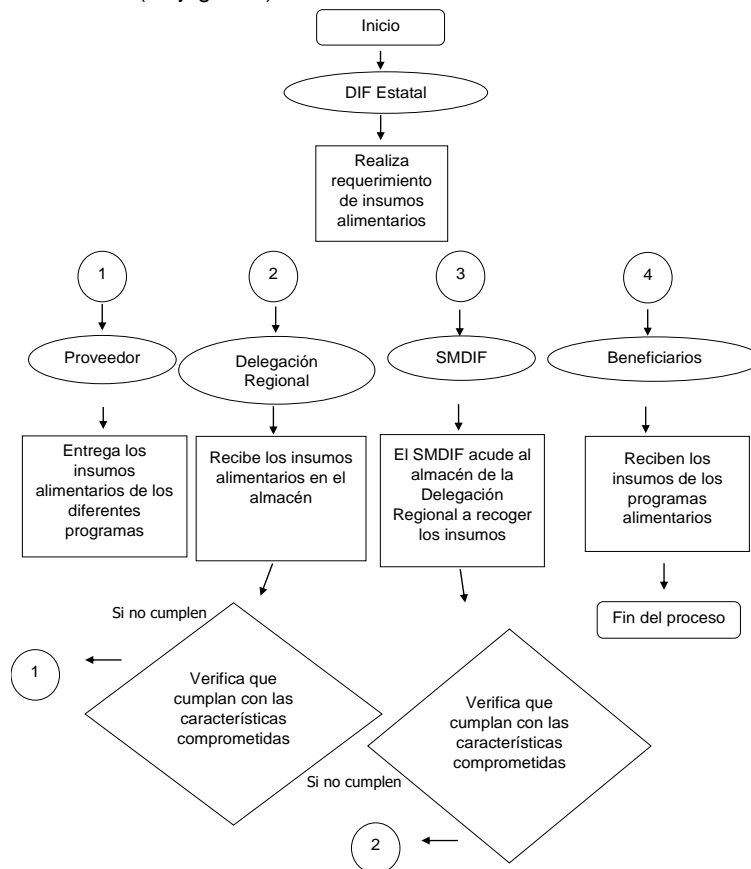 Inicio
DIF Estatal
Realiza
requerimiento
de insumos
alimentarios
1
2
3
4
Proveedor
Delegación
Regional
SMDIF
Beneficiarios
Entrega los
insumos
alimentarios de los
diferentes
programas
Recibe los insumos
alimentarios en el
almacén
El SMDIF acude al
almacén de la
Delegación
Regional a recoger
los insumos
Reciben los
insumos de los
programas
alimentarios
Fin del proceso
Si no cumplen
1
Verifica que
cumplan con las
características
comprometidas
Verifica que
cumplan con las
características
comprometidas
Si no cumplen
2